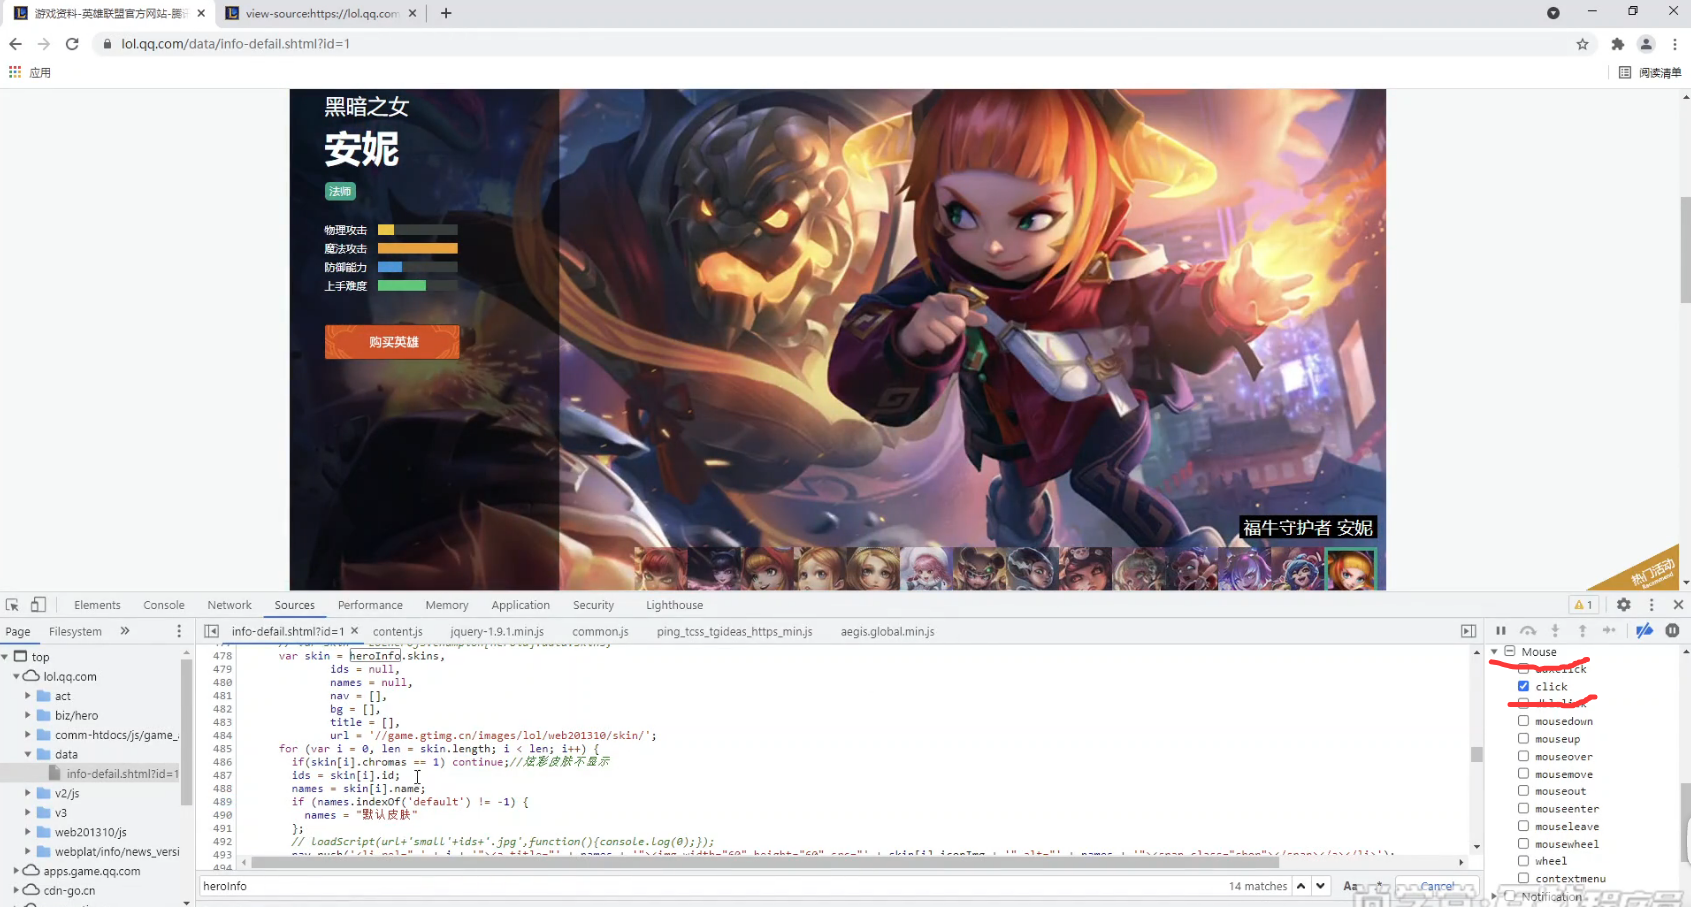 游戏资料-英雄联盟官方网站-腾讯
view-source:https://lol.qq.com
lol.qq.com/data/info-defail.shtml?id=1
应用
阅读清单
黑暗之女
安妮
法师
物理攻击
魔法攻击
防御能力
上手难度
购买英雄
福牛守护者 安妮
热门活动
Recommend
Elements Console Network Sources Performance Memory Application Security Lighthouse
1
Page Filesystem
info-defail.shtml?id=1 content.js jquery-1.9.1.min.js common.js ping_tcss_tgideas_https_min.js aegis.global.min.js
top
lol.qq.com
act
biz/hero
comm-htdocs/js/game_
data
info-defail.shtml?id=1
v2/js
v3
web201310/js
webplat/info/news_versi
apps.game.qq.com
cdn-go.cn
478 var skin = heroInfo.skins,
479 ids = null,
480 names = null,
481 nav = [],
482 bg = [],
483 title = [],
484 url = '//game.gtimg.cn/images/lol/web201310/skin/';
485 for (var i = 0, len = skin.length; i < len; i++) {
486 if(skin[i].chromas == 1) continue;//炫彩皮肤不显示
487 ids = skin[i].id;
488 names = skin[i].name;
489 if (names.indexOf('default') != -1) {
490 names = "默认皮肤"
491 };
492 // loadScript(url+'small'+ids+'.jpg',function(){console.log(0);});
493
494
Mouse
auxclick
click
dblclick
mousedown
mouseup
mouseover
mousemove
mouseout
mouseenter
mouseleave
mousewheel
wheel
contextmenu
Notification
heroInfo
14 matches
Aa .* Cancel